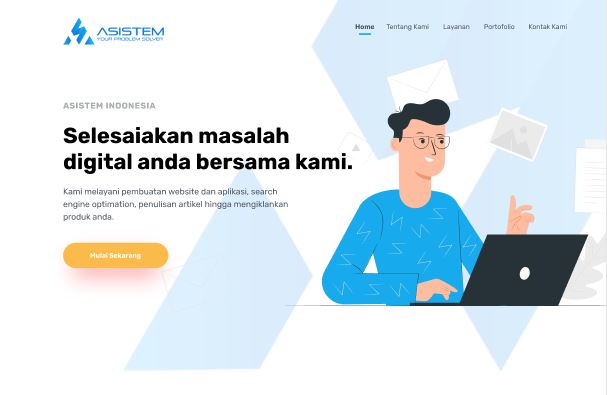 ASISTEM
YOUR PROBLEM SOLVER
Home Tentang Kami Layanan Portofolio Kontak Kami
ASISTEM INDONESIA
Selesaiakan masalah
digital anda bersama kami.
Kami melayani pembuatan website dan aplikasi, search
engine optimation, penulisan artikel hingga mengiklankan
produk anda.
Mulai Sekarang